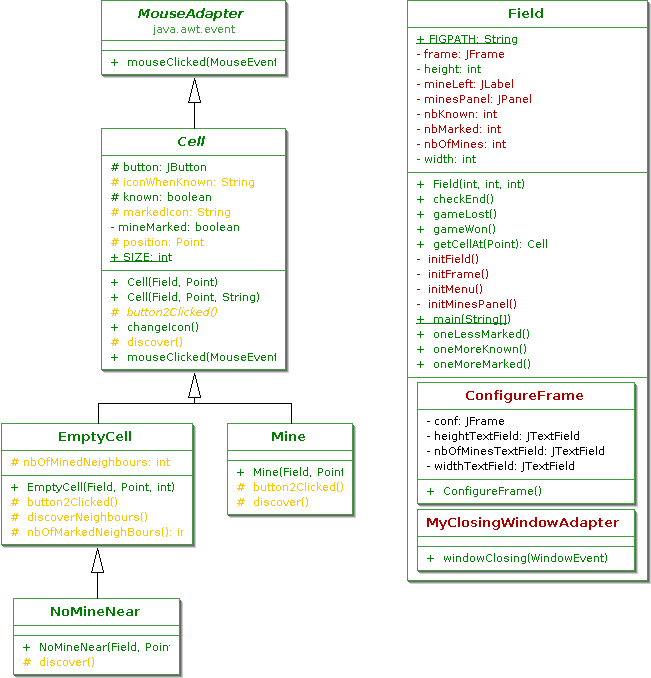 MouseAdapter
java.awt.event
+ mouseClicked(MouseEvent
Cell
# button: JButton
# iconWhenKnown: String
# known: boolean
# markedIcon: String
- mineMarked: boolean
# position: Point
+ SIZE: int
+ Cell(Field, Point)
+ Cell(Field, Point, String)
# button2Clicked()
+ changeIcon()
# discover()
+ mouseClicked(MouseEvent
EmptyCell
# nbOfMinedNeighbours: int
+ EmptyCell(Field, Point, int)
# button2Clicked()
# discoverNeighbours()
# nbOfMarkedNeighBours(): in
Mine
+ Mine(Field, Point
# button2Clicked()
# discover()
NoMineNear
+ NoMineNear(Field, Point
# discover()
Field
+ FIGPATH: String
- frame: JFrame
- height: int
- mineLeft: JLabel
- minesPanel: JPanel
- nbKnown: int
- nbMarked: int
- nbOfMines: int
- width: int
+ Field(int, int, int)
+ checkEnd()
+ gameLost()
+ gameWon()
+ getCellAt(Point): Cell
- initField()
- initFrame()
- initMenu()
- initMinesPanel()
+ main(String[])
+ oneLessMarked()
+ oneMoreKnown()
+ oneMoreMarked()
ConfigureFrame
- conf: JFrame
- heightTextField: JTextField
- nbOfMinesTextField: JTextField
- widthTextField: JTextField
+ ConfigureFrame()
MyClosingWindowAdapter
+ windowClosing(WindowEvent)